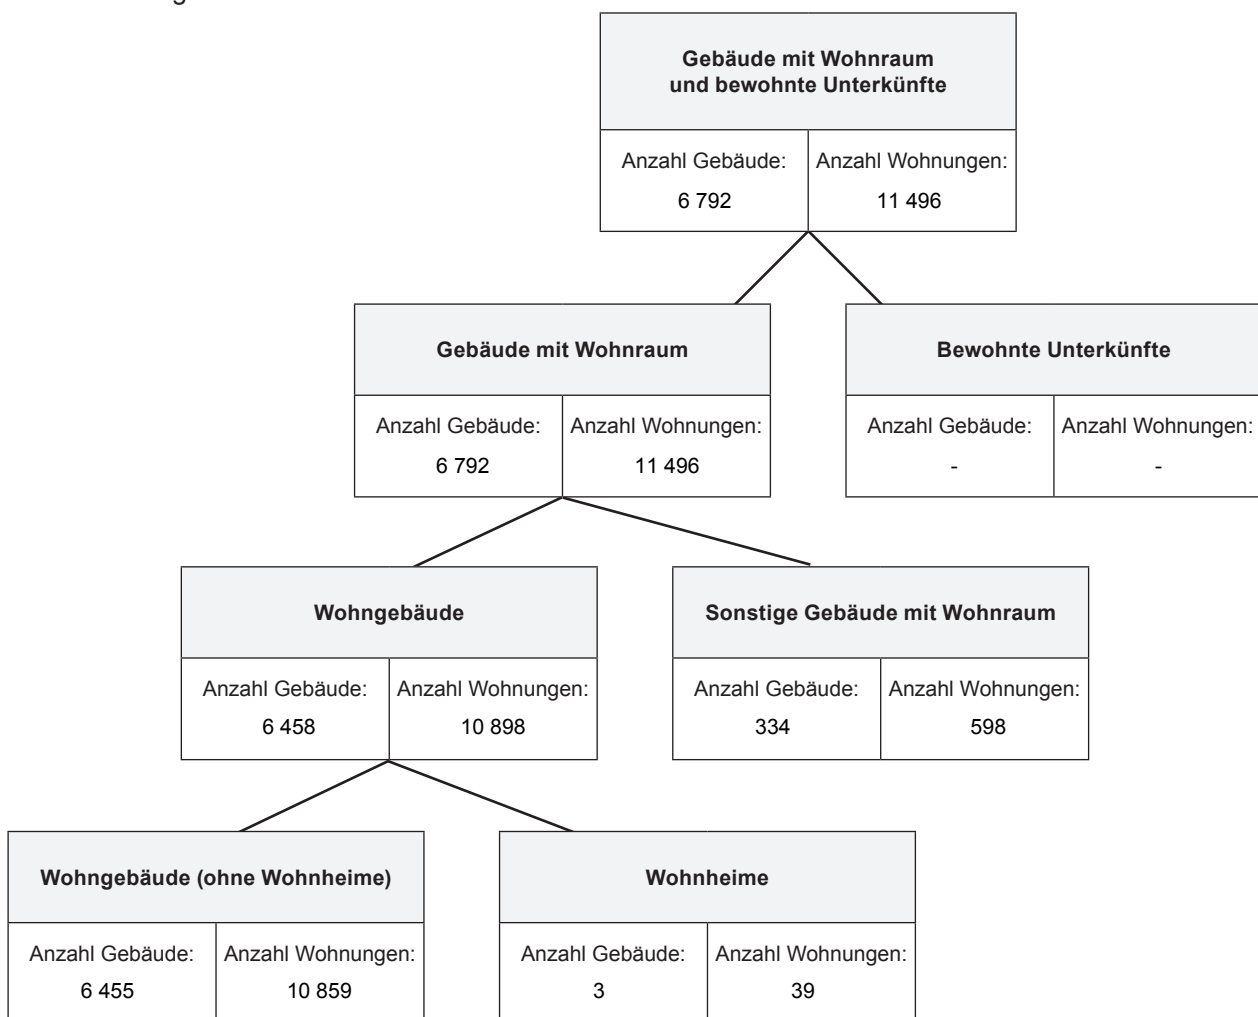 Gebäude mit Wohnraum
und bewohnte Unterkünfte
Anzahl Gebäude: Anzahl Wohnungen:
6 792 11 496
Gebäude mit Wohnraum Bewohnte Unterkünfte
Anzahl Gebäude: Anzahl Wohnungen: Anzahl Gebäude: Anzahl Wohnungen:
6 792 11 496 - -
Wohngebäude Sonstige Gebäude mit Wohnraum
Anzahl Gebäude: Anzahl Wohnungen: Anzahl Gebäude: Anzahl Wohnungen:
6 458 10 898 334 598
Wohngebäude (ohne Wohnheime) Wohnheime
Anzahl Gebäude: Anzahl Wohnungen: Anzahl Gebäude: Anzahl Wohnungen:
6 455 10 859 3 39